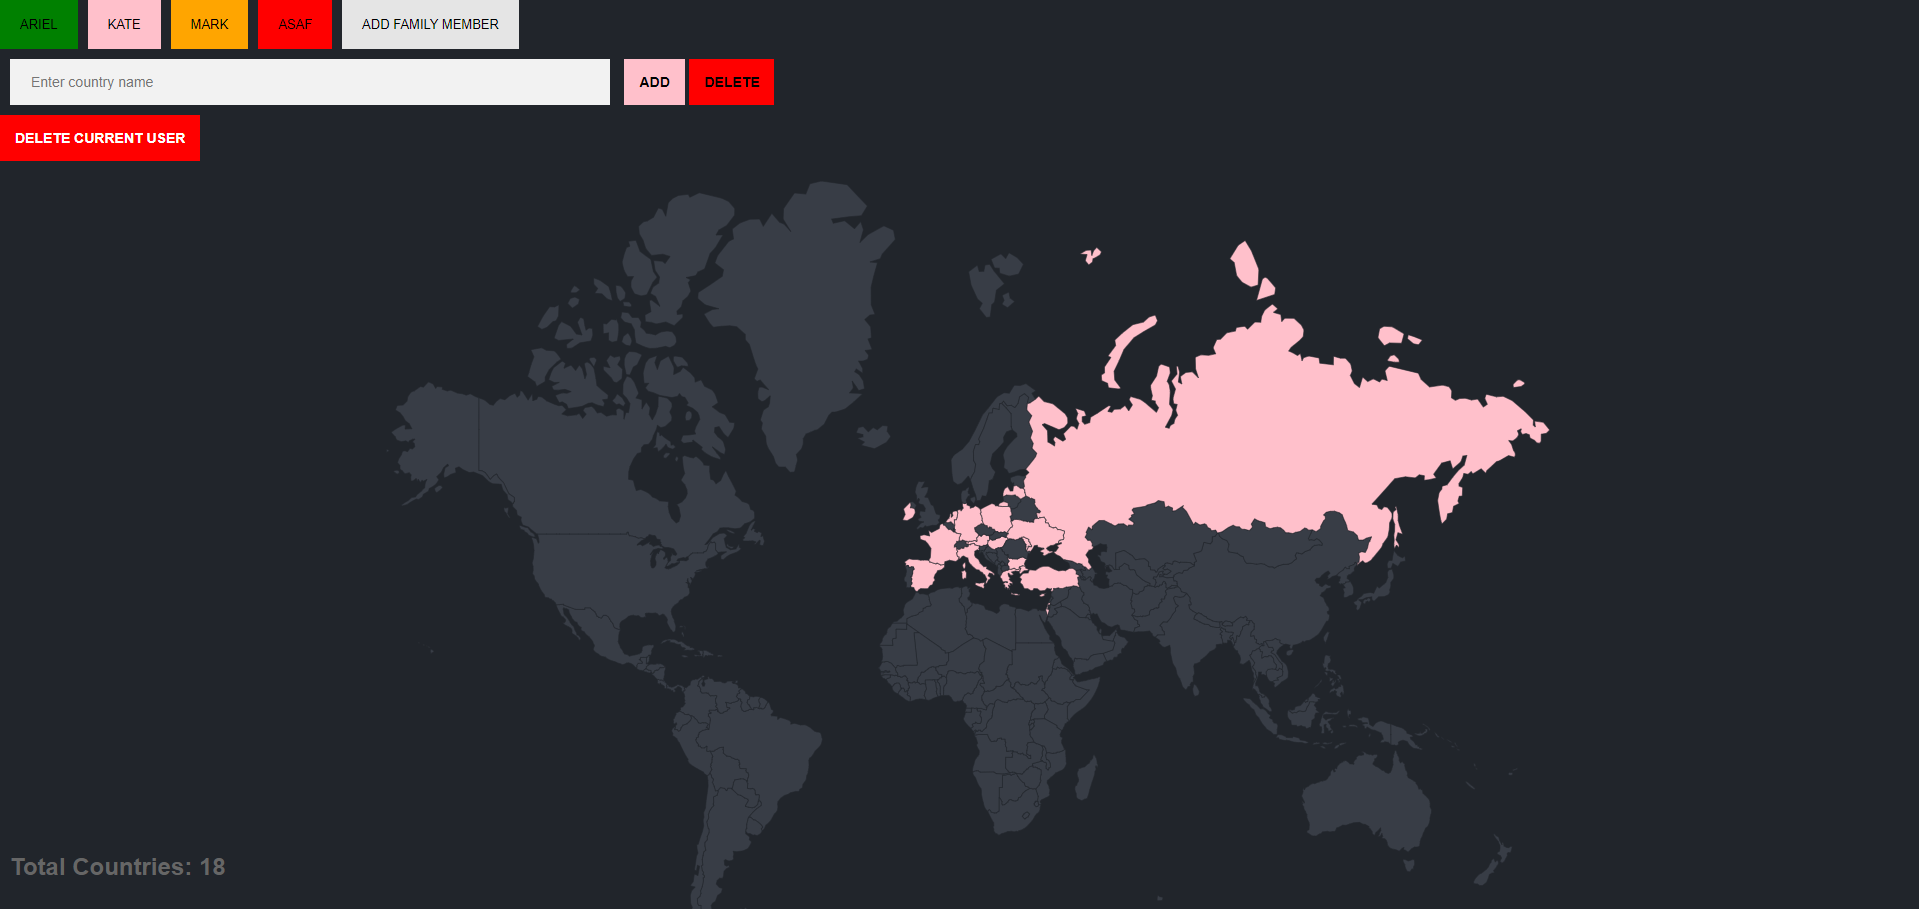 ARIEL KATE MARK ASAF ADD FAMILY MEMBER
Enter country name ADD DELETE
DELETE CURRENT USER
Total Countries: 18